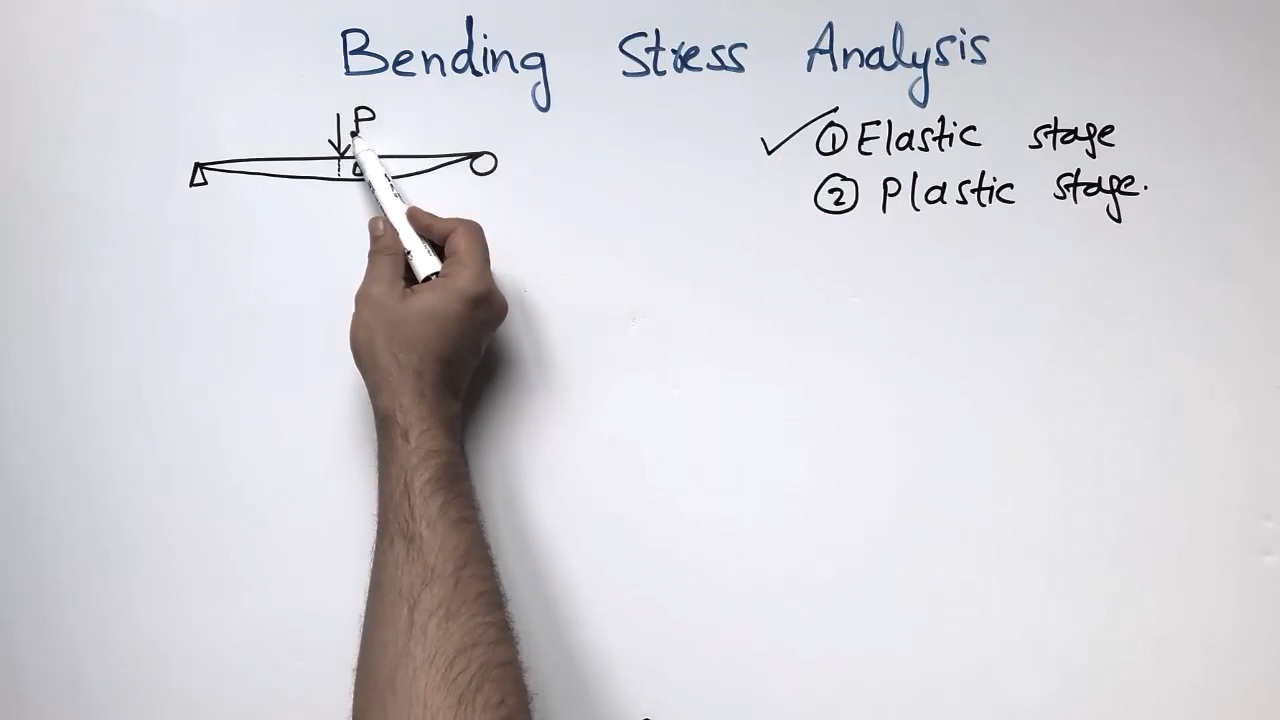 Bending Stress Analysis
P
① Elastic stage
② Plastic stage.